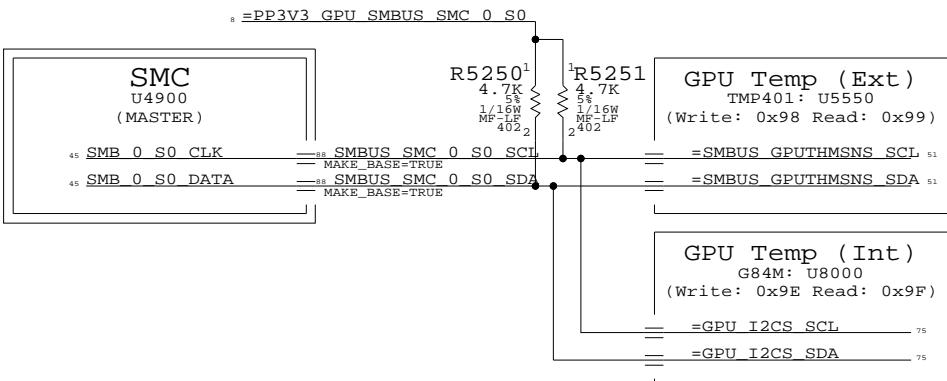 8 =PP3V3_GPU_SMBUS_SMC_0_S0
SMC
U4900
(MASTER)
45 SMB_0_S0_CLK
45 SMB_0_S0_DATA
88 SMBUS_SMC_0_S0_SCL
MAKE_BASE=TRUE
88 SMBUS_SMC_0_S0_SDA
MAKE_BASE=TRUE
R5250 1
4.7K
5%
1/16W
MF-LF
402 2
1 R5251
4.7K
5%
1/16W
MF-LF
2 402
GPU Temp (Ext)
TMP401: U5550
(Write: 0x98 Read: 0x99)
=SMBUS_GPUTHMSNS_SCL 51
=SMBUS_GPUTHMSNS_SDA 51
GPU Temp (Int)
G84M: U8000
(Write: 0x9E Read: 0x9F)
=GPU_I2CS_SCL 75
=GPU_I2CS_SDA 75